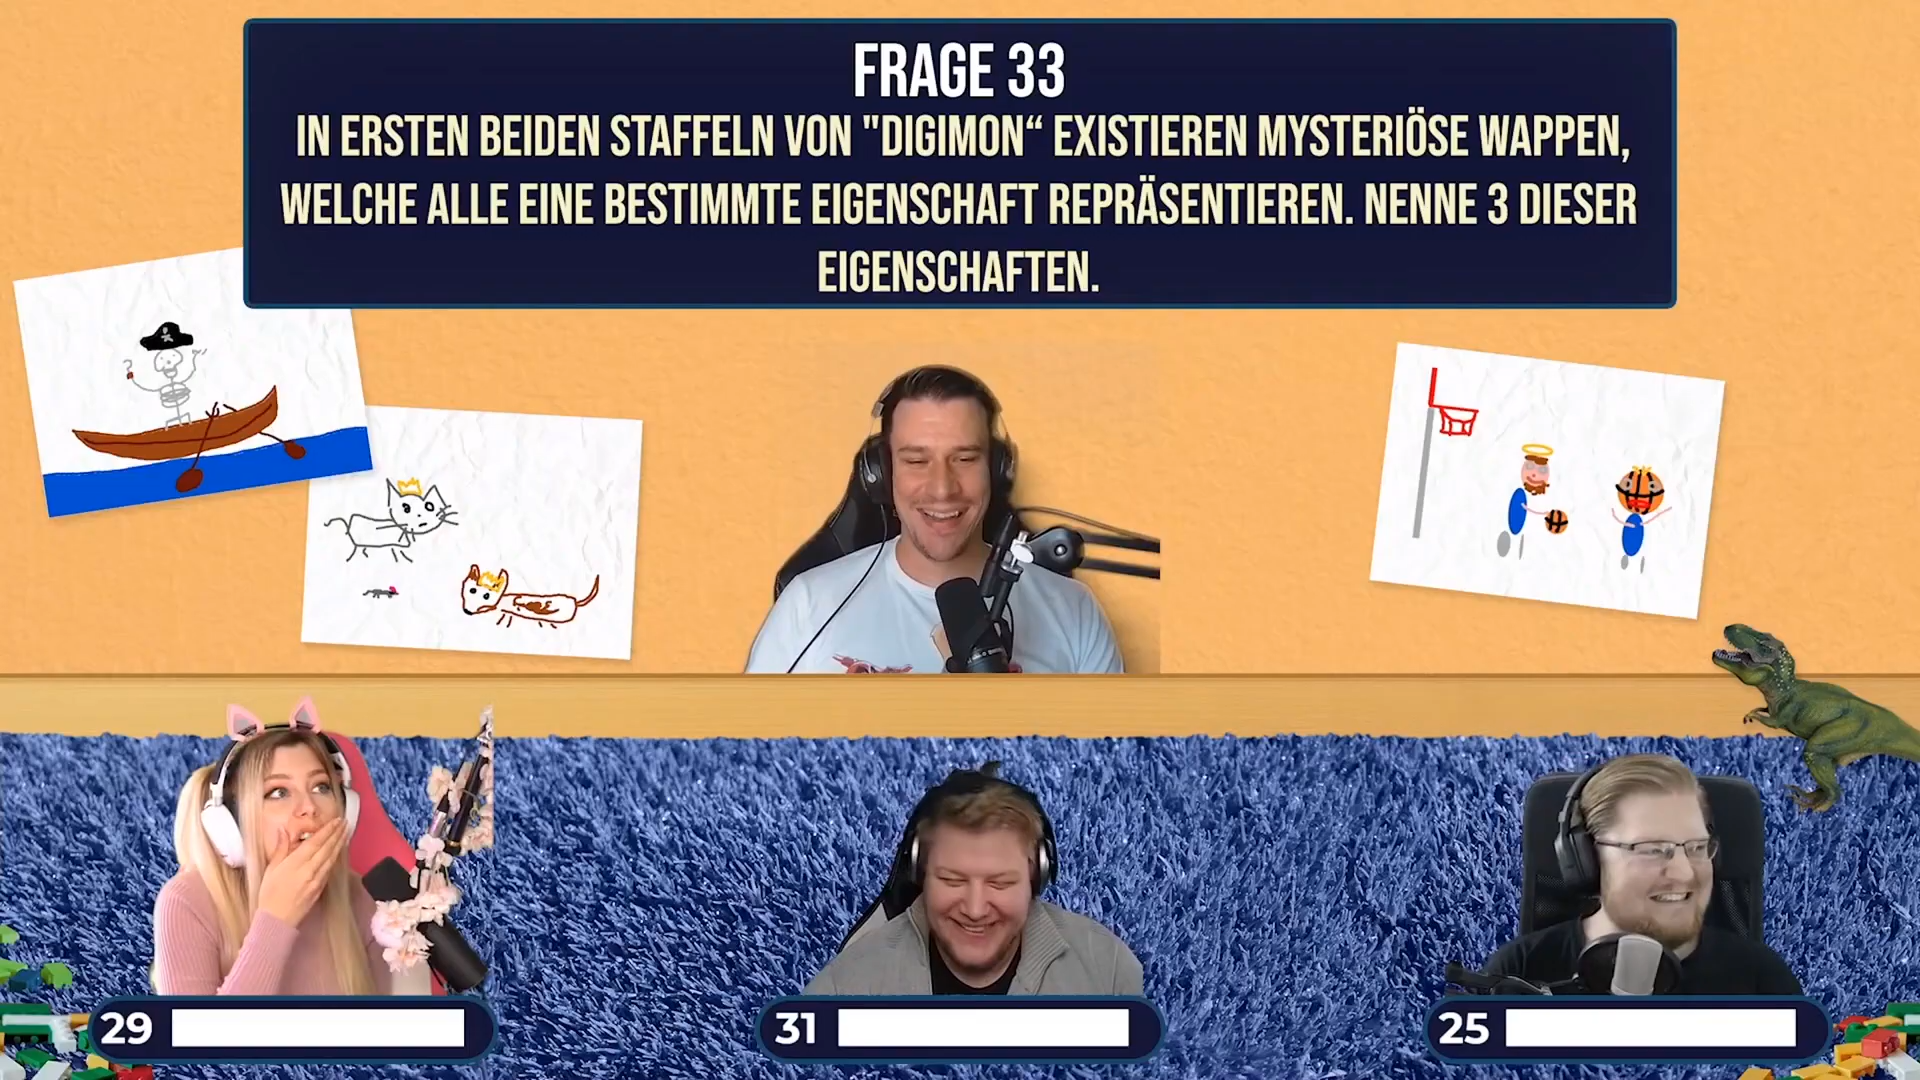 FRAGE 33
IN ERSTEN BEIDEN STAFFELN VON "DIGIMON“ EXISTIEREN MYSTERIÖSE WAPPEN,
WELCHE ALLE EINE BESTIMMTE EIGENSCHAFT REPRÄSENTIEREN. NENNE 3 DIESER
EIGENSCHAFTEN.
29
31
25